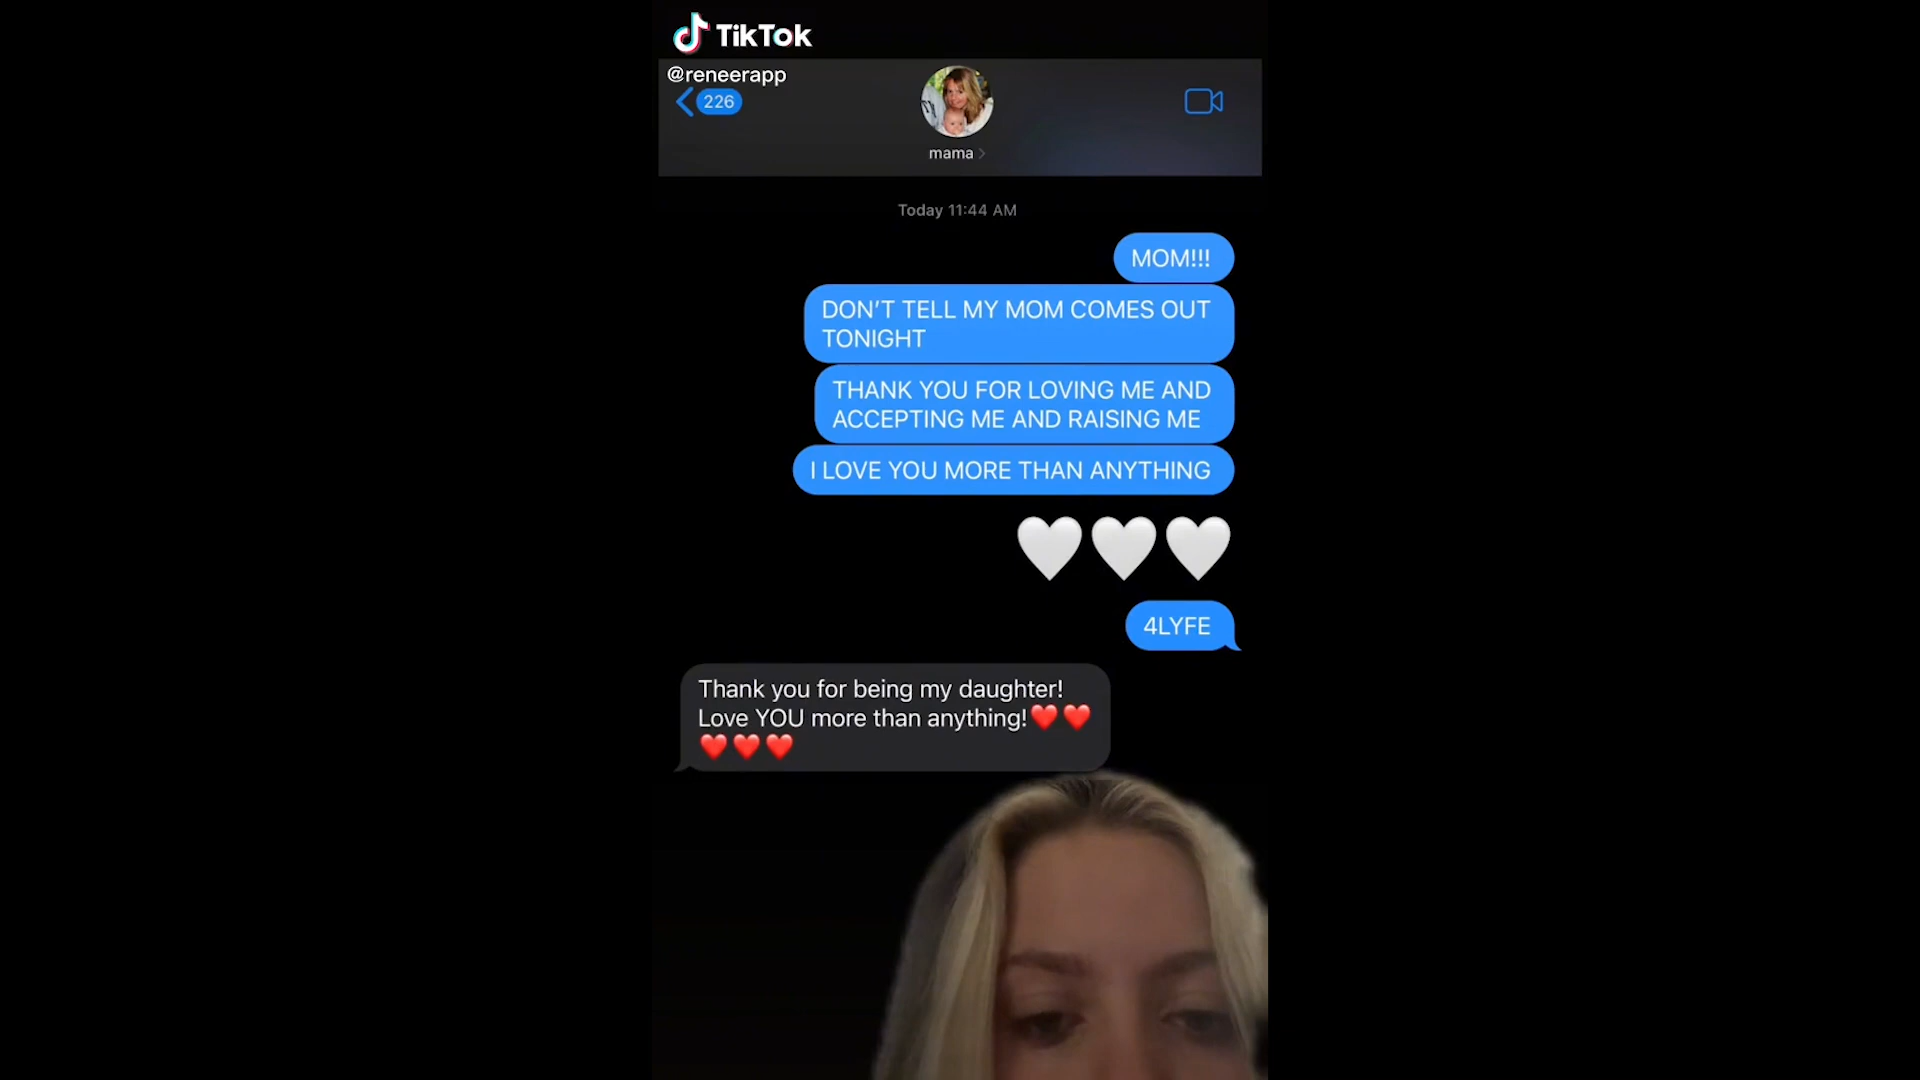 TikTok
@reneerapp
226
mama
Today 11:44 AM
MOM!!!
DON’T TELL MY MOM COMES OUT
TONIGHT
THANK YOU FOR LOVING ME AND
ACCEPTING ME AND RAISING ME
I LOVE YOU MORE THAN ANYTHING
🤍🤍🤍
4LYFE
Thank you for being my daughter!
Love YOU more than anything!❤️❤️
❤️❤️❤️